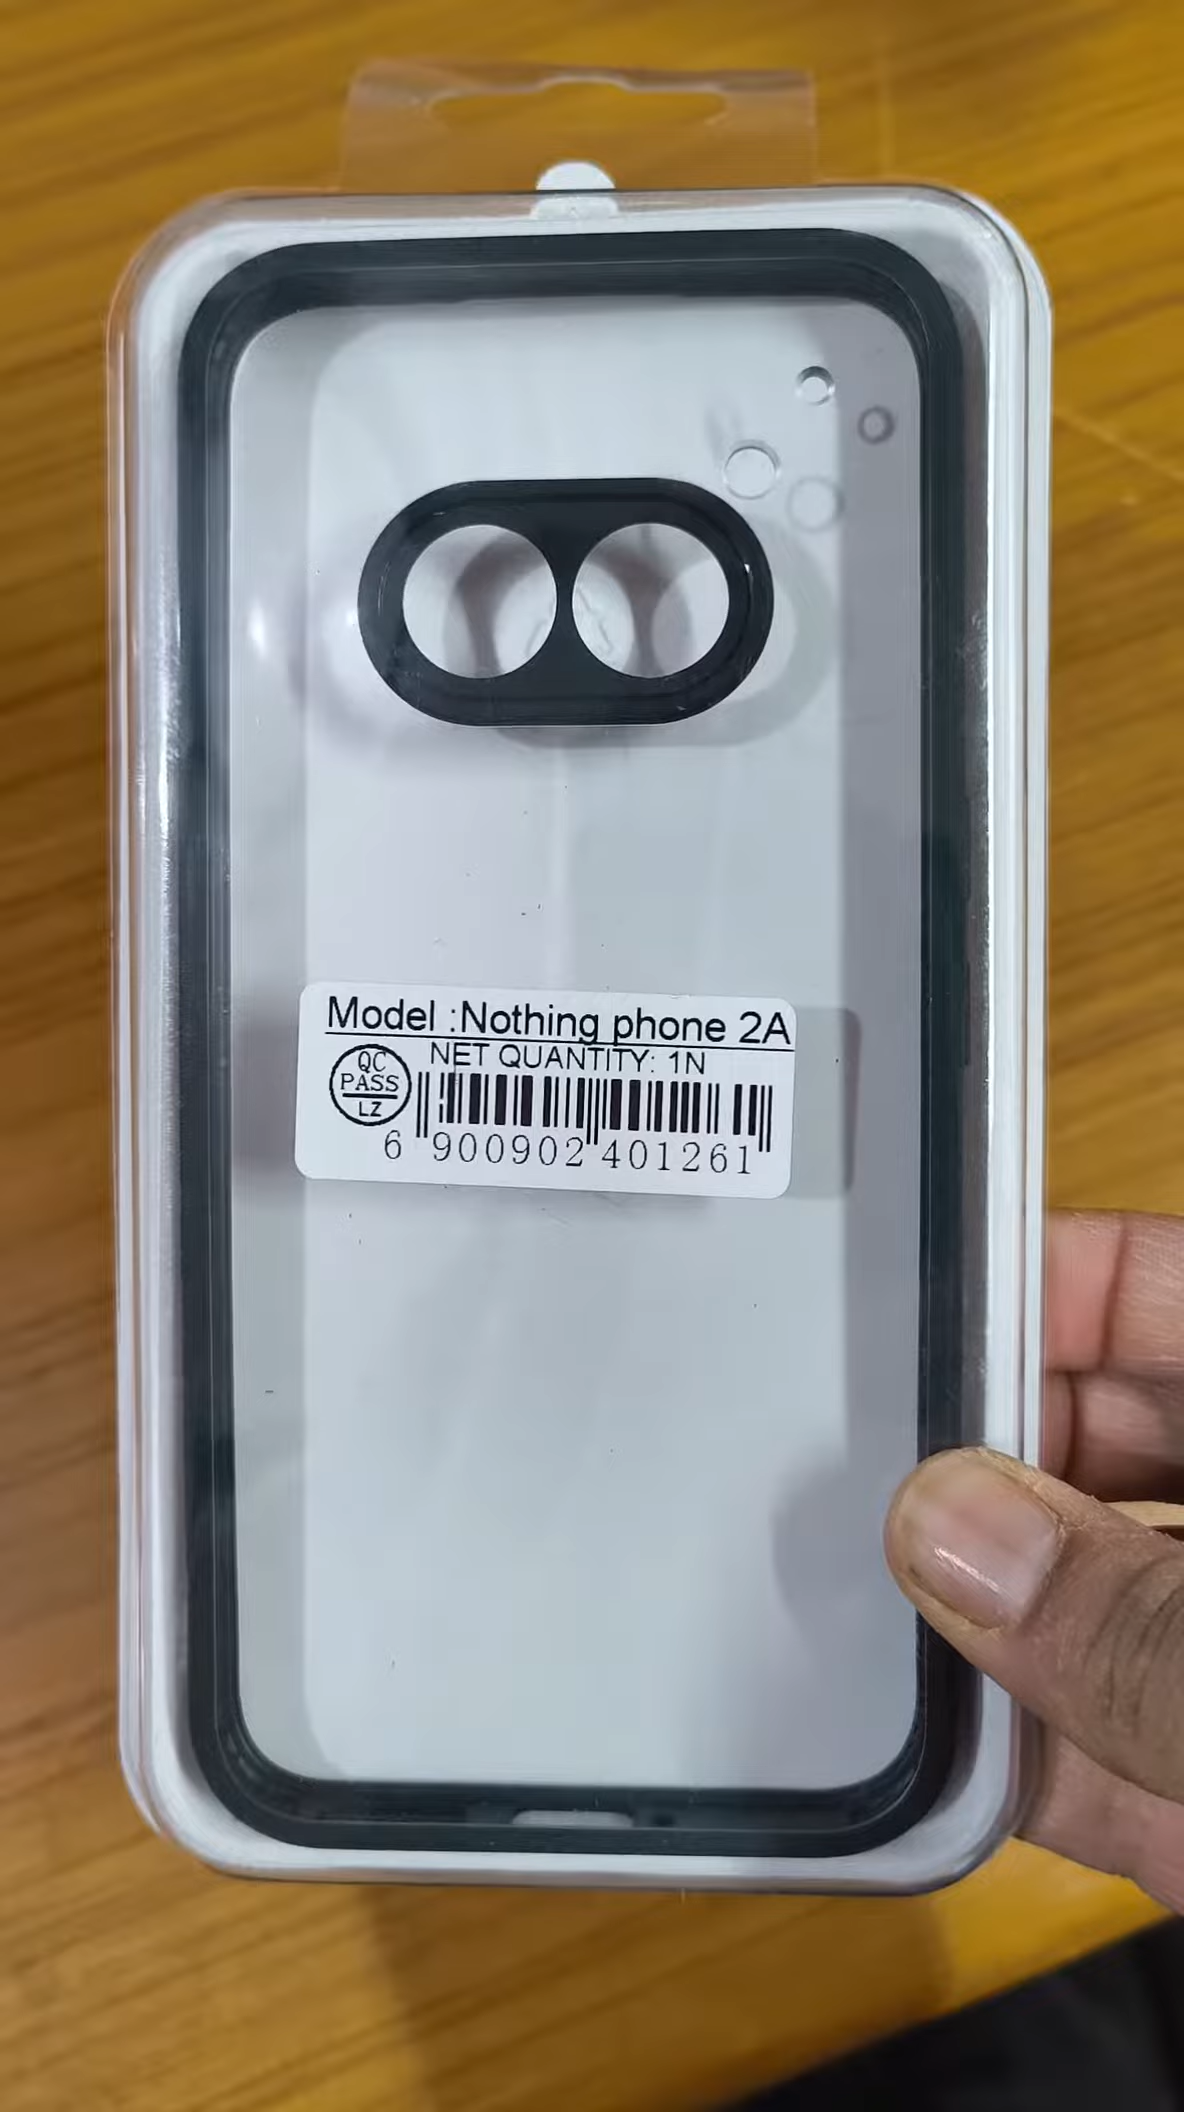 Model :Nothing phone 2A
NET QUANTITY: 1N
QC
PASS
LZ
6 900902 401261